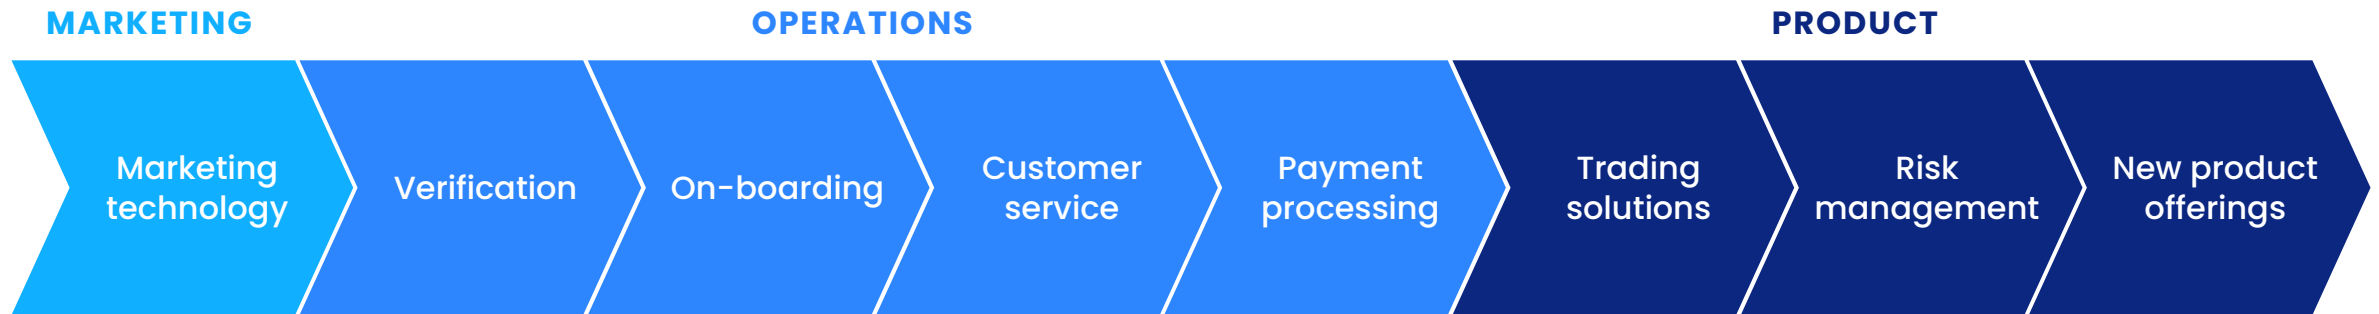 MARKETING
OPERATIONS
PRODUCT
Marketing
technology
Verification
On-boarding
Customer
service
Payment
processing
Trading
solutions
Risk
management
New product
offerings